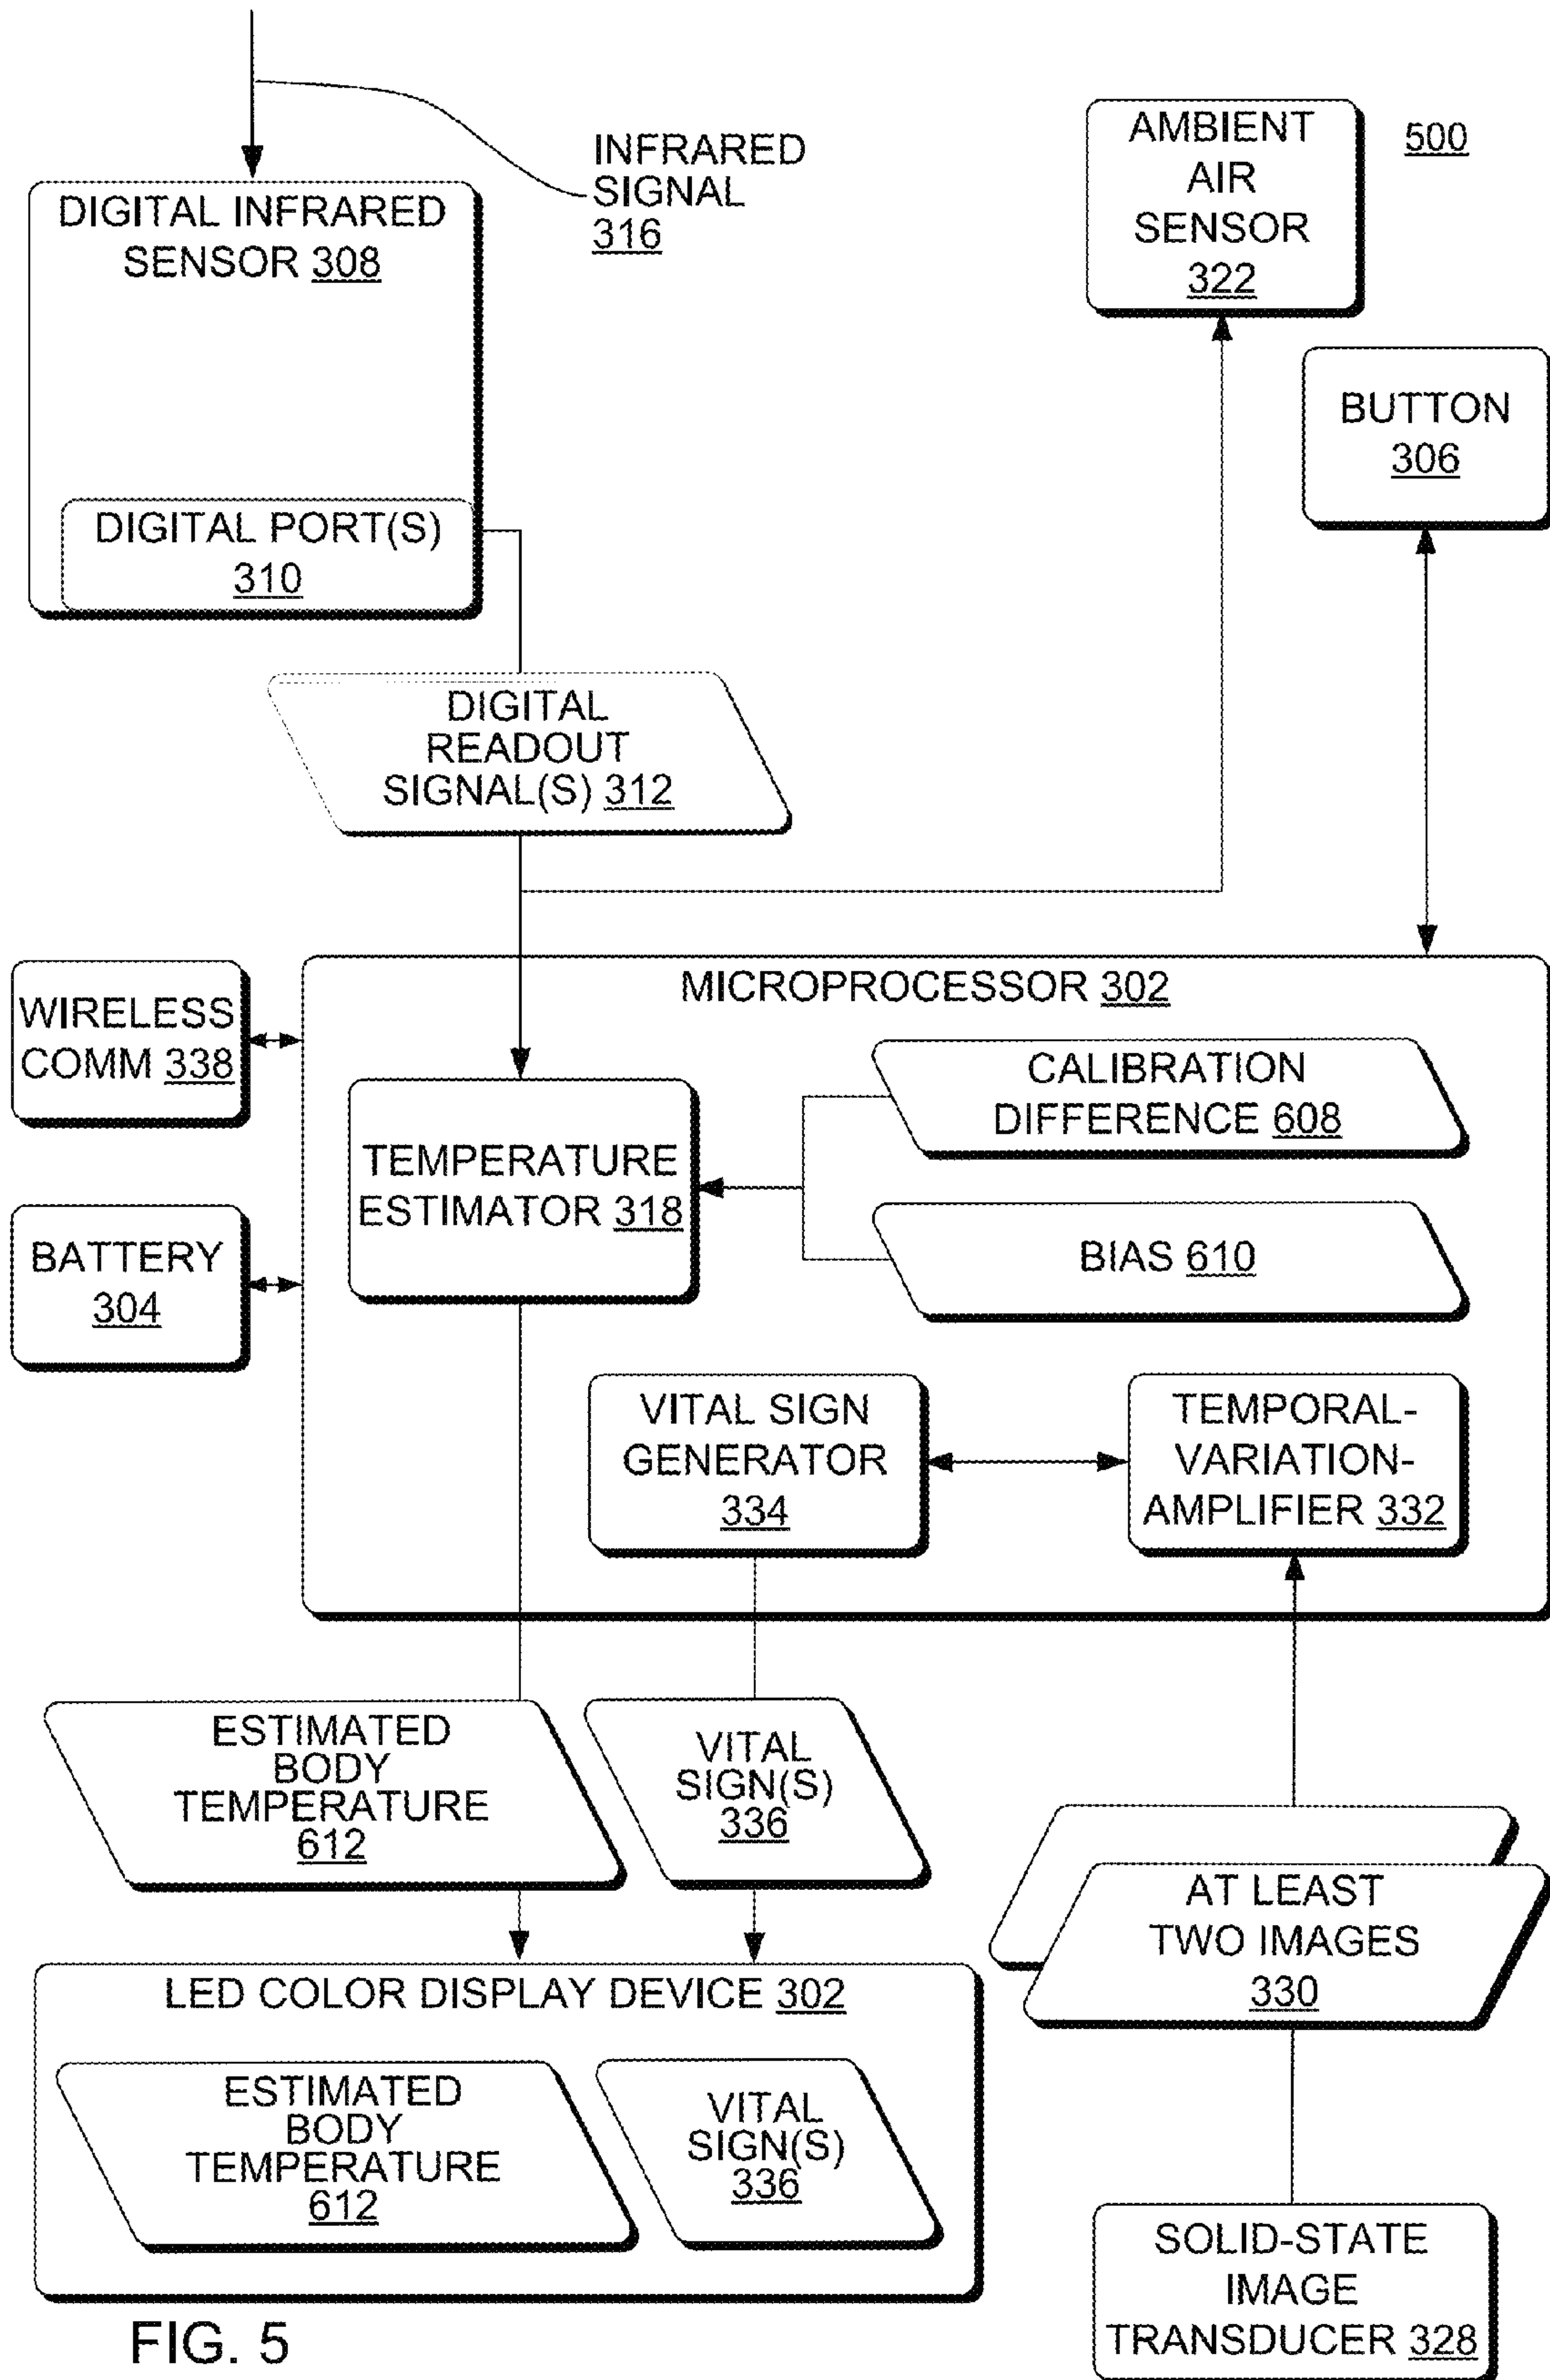 INFRARED
SIGNAL
316
DIGITAL INFRARED
SENSOR 308
DIGITAL PORT(S)
310
AMBIENT
AIR
SENSOR
322
500
BUTTON
306
DIGITAL
READOUT
SIGNAL(S) 312
WIRELESS
COMM 338
BATTERY
304
MICROPROCESSOR 302
TEMPERATURE
ESTIMATOR 318
CALIBRATION
DIFFERENCE 608
BIAS 610
VITAL SIGN
GENERATOR
334
TEMPORAL-
VARIATION-
AMPLIFIER 332
ESTIMATED
BODY
TEMPERATURE
612
VITAL
SIGN(S)
336
AT LEAST
TWO IMAGES
330
LED COLOR DISPLAY DEVICE 302
ESTIMATED
BODY
TEMPERATURE
612
VITAL
SIGN(S)
336
SOLID-STATE
IMAGE
TRANSDUCER 328
FIG. 5